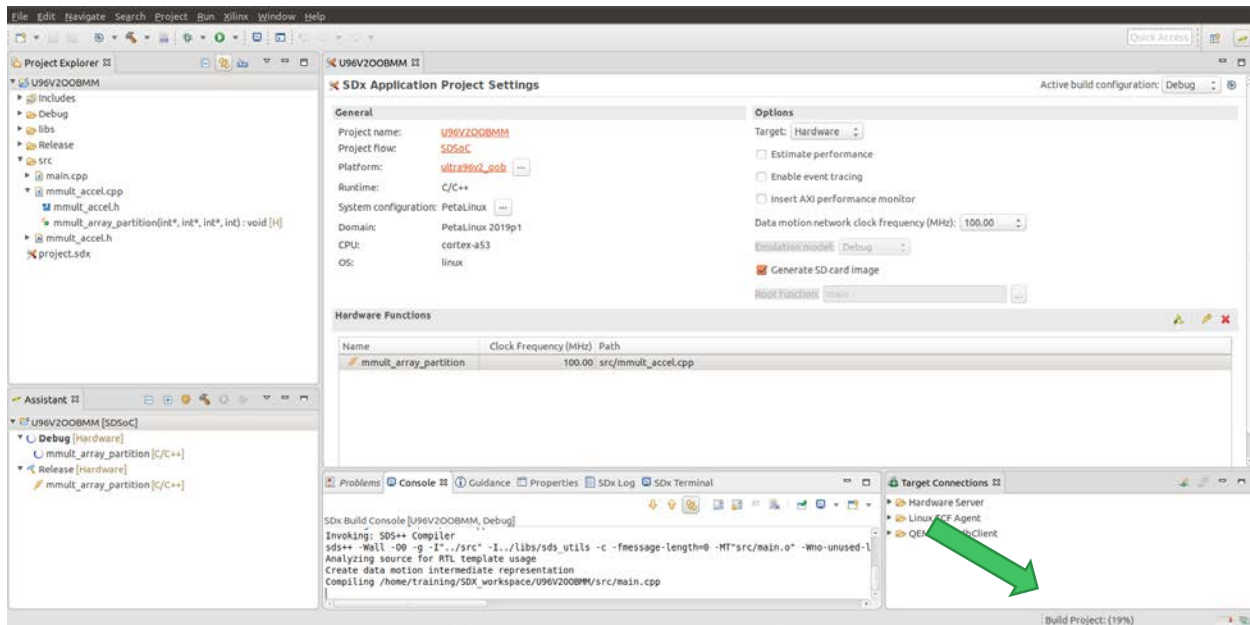 File Edit Navigate Search Project Run Xilinx Window Help
Quick Access
Project Explorer
U96V2OOBMM
Includes
Debug
libs
Release
src
main.cpp
mmult_accel.cpp
mmult_accel.h
mmult_array_partition(int*, int*, int*, int) : void [H]
mmult_accel.h
project.sdx
U96V2OOBMM
SDx Application Project Settings
Active build configuration: Debug
General
Project name: U96V2OOBMM
Project flow: SDSoC
Platform: ultra96v2_oob ...
Runtime: C/C++
System configuration: PetaLinux ...
Domain: PetaLinux 2019p1
CPU: cortex-a53
OS: linux
Options
Target: Hardware
Estimate performance
Enable event tracing
Insert AXI performance monitor
Data motion network clock frequency (MHz): 100.00
Emulation model: Debug
Generate SD card image
Root function: main ...
Hardware Functions
Name Clock Frequency (MHz) Path
mmult_array_partition 100.00 src/mmult_accel.cpp
Assistant
U96V2OOBMM [SDSoC]
Debug [Hardware]
mmult_array_partition [C/C++]
Release [Hardware]
mmult_array_partition [C/C++]
Problems Console Guidance Properties SDx Log SDx Terminal
SDx Build Console [U96V2OOBMM, Debug]
Invoking: SDS++ Compiler
sds++ -Wall -O0 -g -I"../src" -I../libs/sds_utils -c -fmessage-length=0 -MT"src/main.o" -Wno-unused-l
Analyzing source for RTL template usage
Create data motion intermediate representation
Compiling /home/training/SDX_workspace/U96V2OOBMM/src/main.cpp
Target Connections
Hardware Server
Linux TCF Agent
QEM bClient
Build Project: (19%)